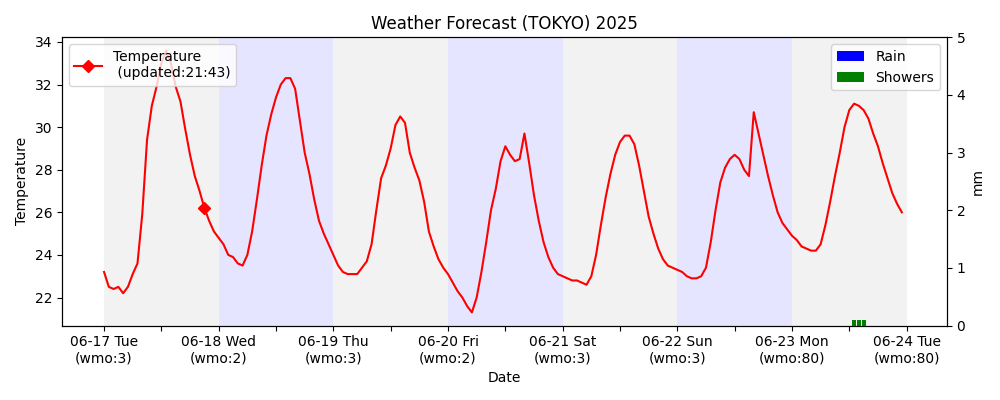 Weather Forecast (TOKYO) 2025
Temperature
(updated:21:43)
Rain
Showers
Temperature
34
32
30
28
26
24
22
5
4
3
2
1
0
mm
06-17 Tue
(wmo:3)
06-18 Wed
(wmo:2)
06-19 Thu
(wmo:3)
06-20 Fri
(wmo:2)
06-21 Sat
(wmo:3)
06-22 Sun
(wmo:3)
06-23 Mon
(wmo:80)
06-24 Tue
(wmo:80)
Date